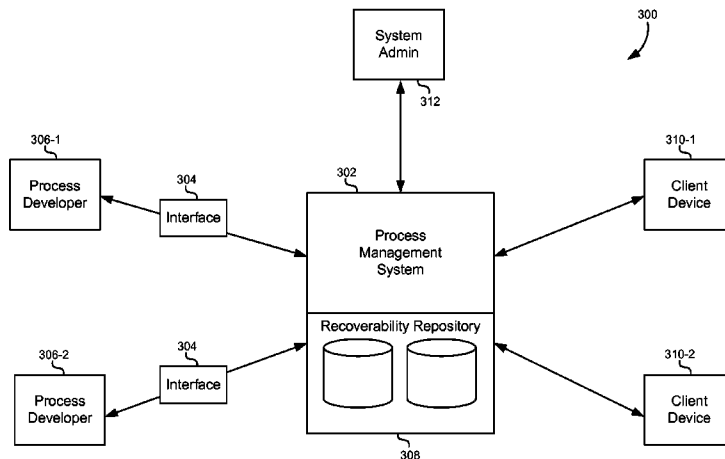 System
Admin
300
312
306-1
Process
Developer
304
Interface
302
Process
Management
System
310-1
Client
Device
Recoverability Repository
306-2
Process
Developer
304
Interface
310-2
Client
Device
308